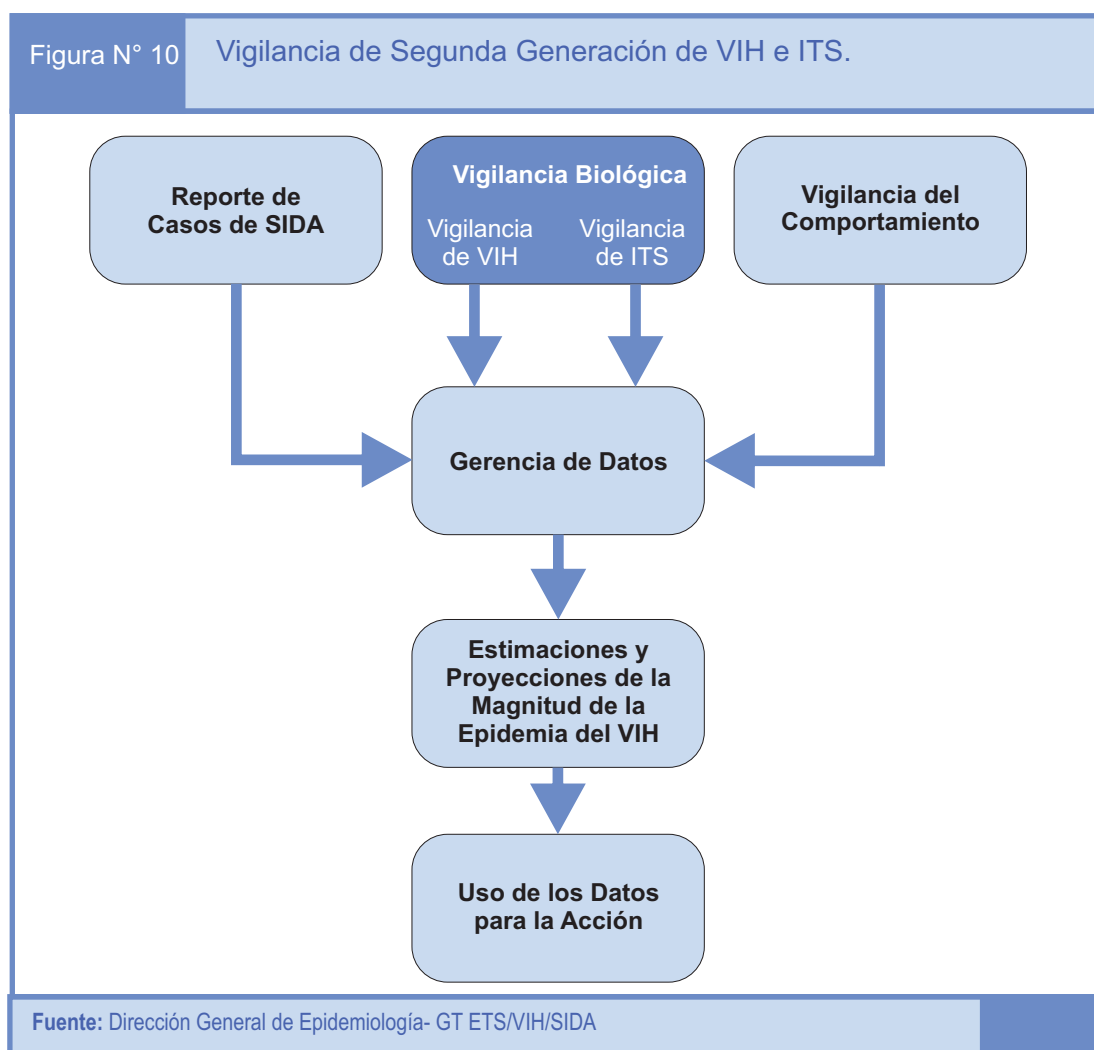 Figura N° 10
Vigilancia de Segunda Generación de VIH e ITS.
Reporte de
Casos de SIDA
Vigilancia Biológica
Vigilancia
de VIH
Vigilancia
de ITS
Vigilancia del
Comportamiento
Gerencia de Datos
Estimaciones y
Proyecciones de la
Magnitud de la
Epidemia del VIH
Uso de los Datos
para la Acción
Fuente: Dirección General de Epidemiología- GT ETS/VIH/SIDA